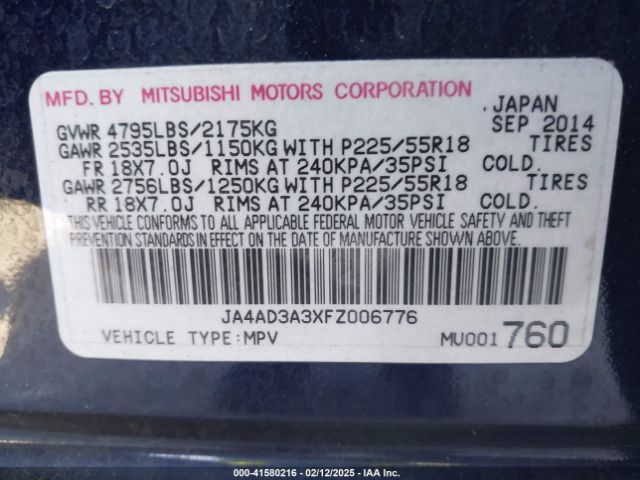 MFD. BY MITSUBISHI MOTORS CORPORATION
, JAPAN
GVWR 4795LBS/2175KG SEP 2014
GAWR 2535LBS/1150KG WITH P225/55R18 TIRES
FR 18X7.0J RIMS AT 240KPA/35PSI COLD.
GAWR 2756LBS/1250KG WITH P225/55R18 TIRES
RR 18X7.0J RIMS AT 240KPA/35PSI COLD.
THIS VEHICLE CONFORMS TO ALL APPLICABLE FEDERAL MOTOR VEHICLE SAFETY AND THEFT
PREVENTION STANDARDS IN EFFECT ON THE DATE OF MANUFACTURE SHOWN ABOVE.
JA4AD3A3XFZ006776
VEHICLE TYPE:MPV MU001 760
000-41580216 - 02/12/2025 - IAA Inc.